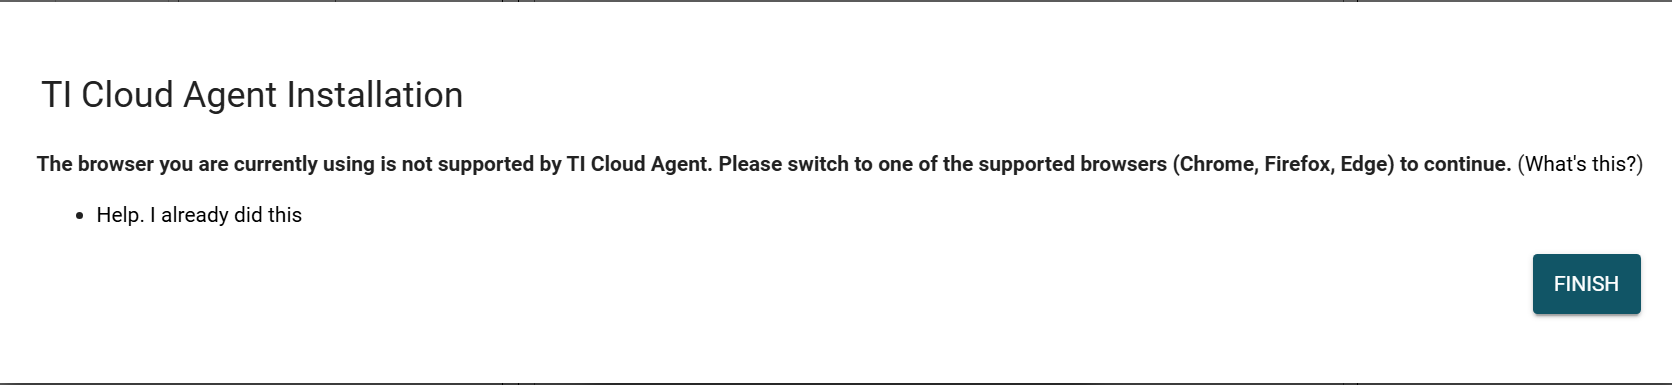 TI Cloud Agent Installation
The browser you are currently using is not supported by TI Cloud Agent. Please switch to one of the supported browsers (Chrome, Firefox, Edge) to continue. (What's this?)
• Help. I already did this
FINISH